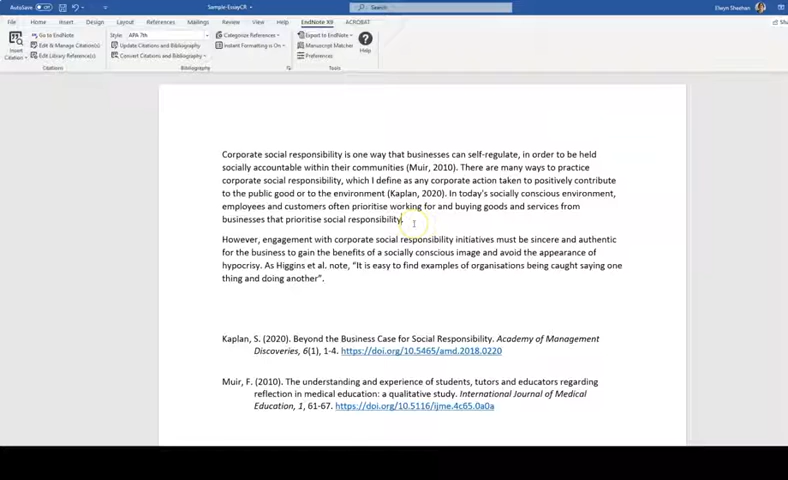 AutoSave Off Sample-EssayCR Search Elwyn Sheehan
File Home Insert Design Layout References Mailings Review View Help EndNote X9 ACROBAT
Go to EndNote Style: APA 7th Categorize References Export to EndNote
Insert Citation Edit & Manage Citation(s) Update Citations and Bibliography Instant Formatting is On Manuscript Matcher Help
Edit Library Reference(s) Convert Citations and Bibliography Preferences
Citations Bibliography Tools
Corporate social responsibility is one way that businesses can self-regulate, in order to be held
socially accountable within their communities (Muir, 2010). There are many ways to practice
corporate social responsibility, which I define as any corporate action taken to positively contribute
to the public good or to the environment (Kaplan, 2020). In today's socially conscious environment,
employees and customers often prioritise working for and buying goods and services from
businesses that prioritise social responsibility.
However, engagement with corporate social responsibility initiatives must be sincere and authentic
for the business to gain the benefits of a socially conscious image and avoid the appearance of
hypocrisy. As Higgins et al. note, “It is easy to find examples of organisations being caught saying one
thing and doing another”.
Kaplan, S. (2020). Beyond the Business Case for Social Responsibility. Academy of Management
Discoveries, 6(1), 1-4. https://doi.org/10.5465/amd.2018.0220
Muir, F. (2010). The understanding and experience of students, tutors and educators regarding
reflection in medical education: a qualitative study. International Journal of Medical
Education, 1, 61-67. https://doi.org/10.5116/ijme.4c65.0a0a